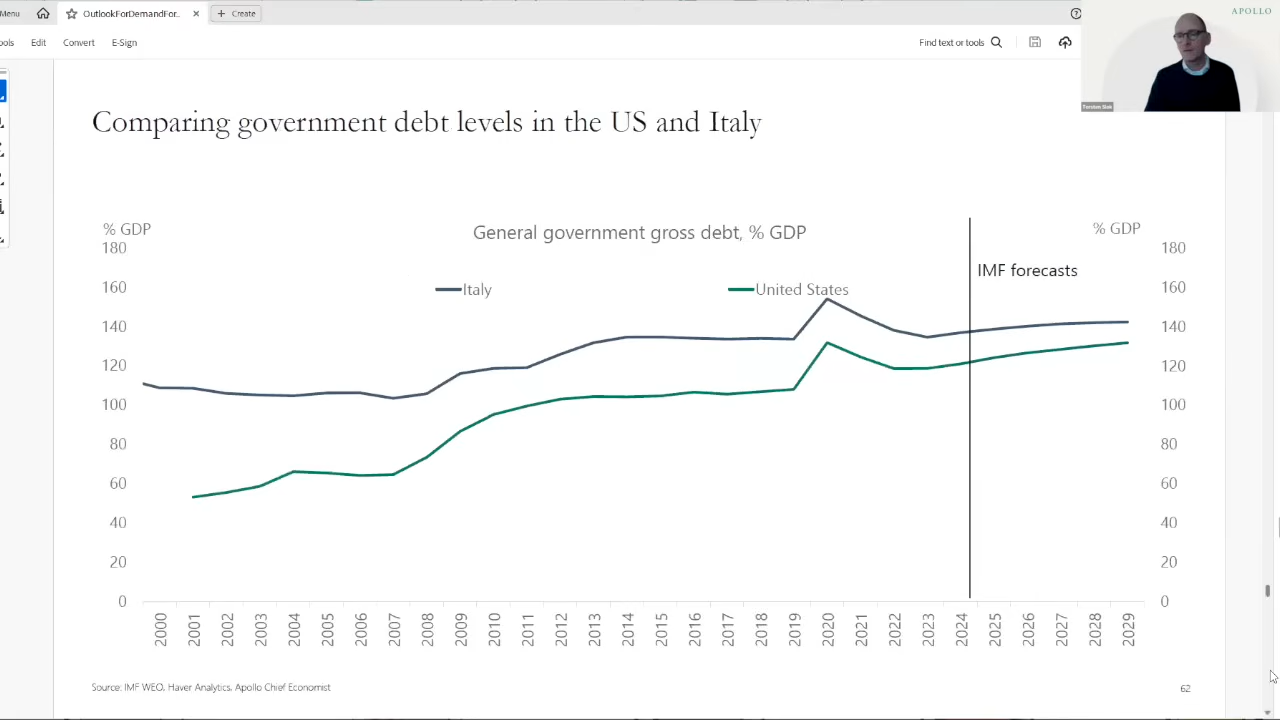 Menu
OutlookForDemandFor...
× + Create
?
APOLLO
ools Edit Convert E-Sign
Find text or tools
Torsten Slok
Comparing government debt levels in the US and Italy
% GDP
General government gross debt, % GDP
% GDP
180
160
140
120
100
80
60
40
20
0
Italy
United States
IMF forecasts
180
160
140
120
100
80
60
40
20
0
2000 2001 2002 2003 2004 2005 2006 2007 2008 2009 2010 2011 2012 2013 2014 2015 2016 2017 2018 2019 2020 2021 2022 2023 2024 2025 2026 2027 2028 2029
Source: IMF WEO, Haver Analytics, Apollo Chief Economist
62